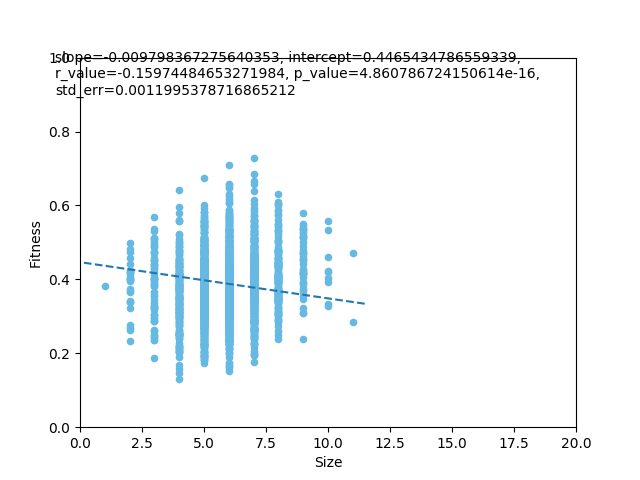 slope=-0.009798367275640353, intercept=0.4465434786559339,
r_value=-0.15974484653271984, p_value=4.860786724150614e-16,
std_err=0.0011995378716865212
1.0
0.8
0.6
0.4
0.2
0.0
Fitness
0.0 2.5 5.0 7.5 10.0 12.5 15.0 17.5 20.0
Size